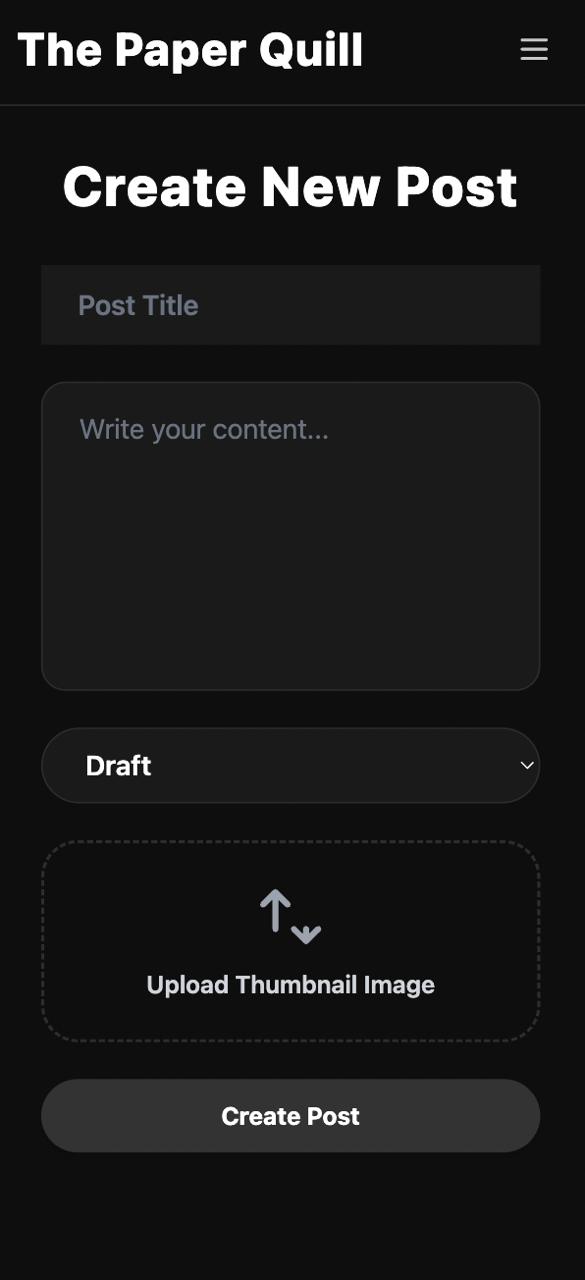 The Paper Quill
Create New Post
Post Title
Write your content...
Draft
Upload Thumbnail Image
Create Post